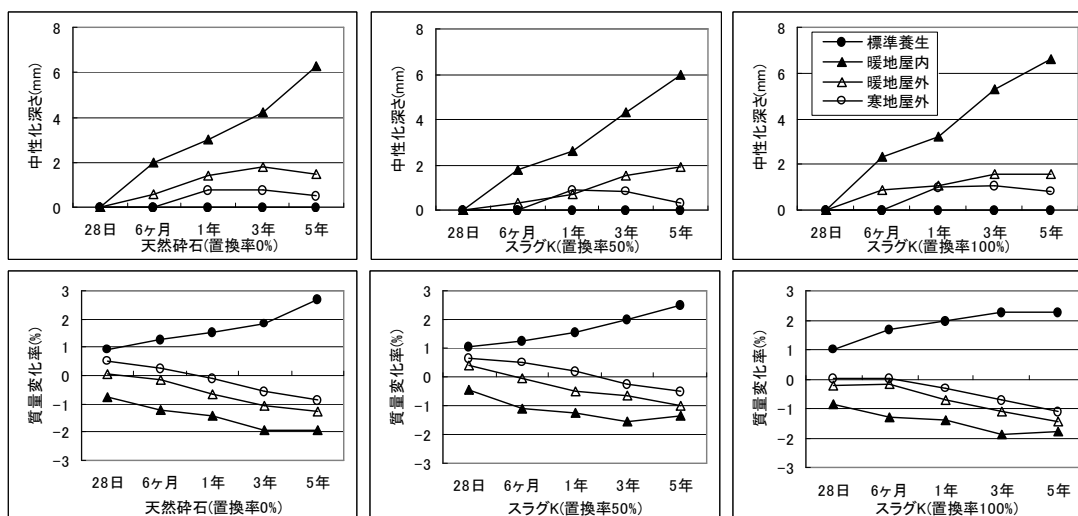 8
6
4
2
0
中性化深さ(mm)
28日 6ヶ月 1年 3年 5年
天然砕石(置換率0%)
8
6
4
2
0
中性化深さ(mm)
28日 6ヶ月 1年 3年 5年
スラグK(置換率50%)
8
6
4
2
0
中性化深さ(mm)
標準養生
暖地屋内
暖地屋外
寒地屋外
28日 6ヶ月 1年 3年 5年
スラグK(置換率100%)
3
2
1
0
−1
−2
−3
質量変化率(%)
28日 6ヶ月 1年 3年 5年
天然砕石(置換率0%)
3
2
1
0
−1
−2
−3
質量変化率(%)
28日 6ヶ月 1年 3年 5年
スラグK(置換率50%)
3
2
1
0
−1
−2
−3
質量変化率(%)
28日 6ヶ月 1年 3年 5年
スラグK(置換率100%)